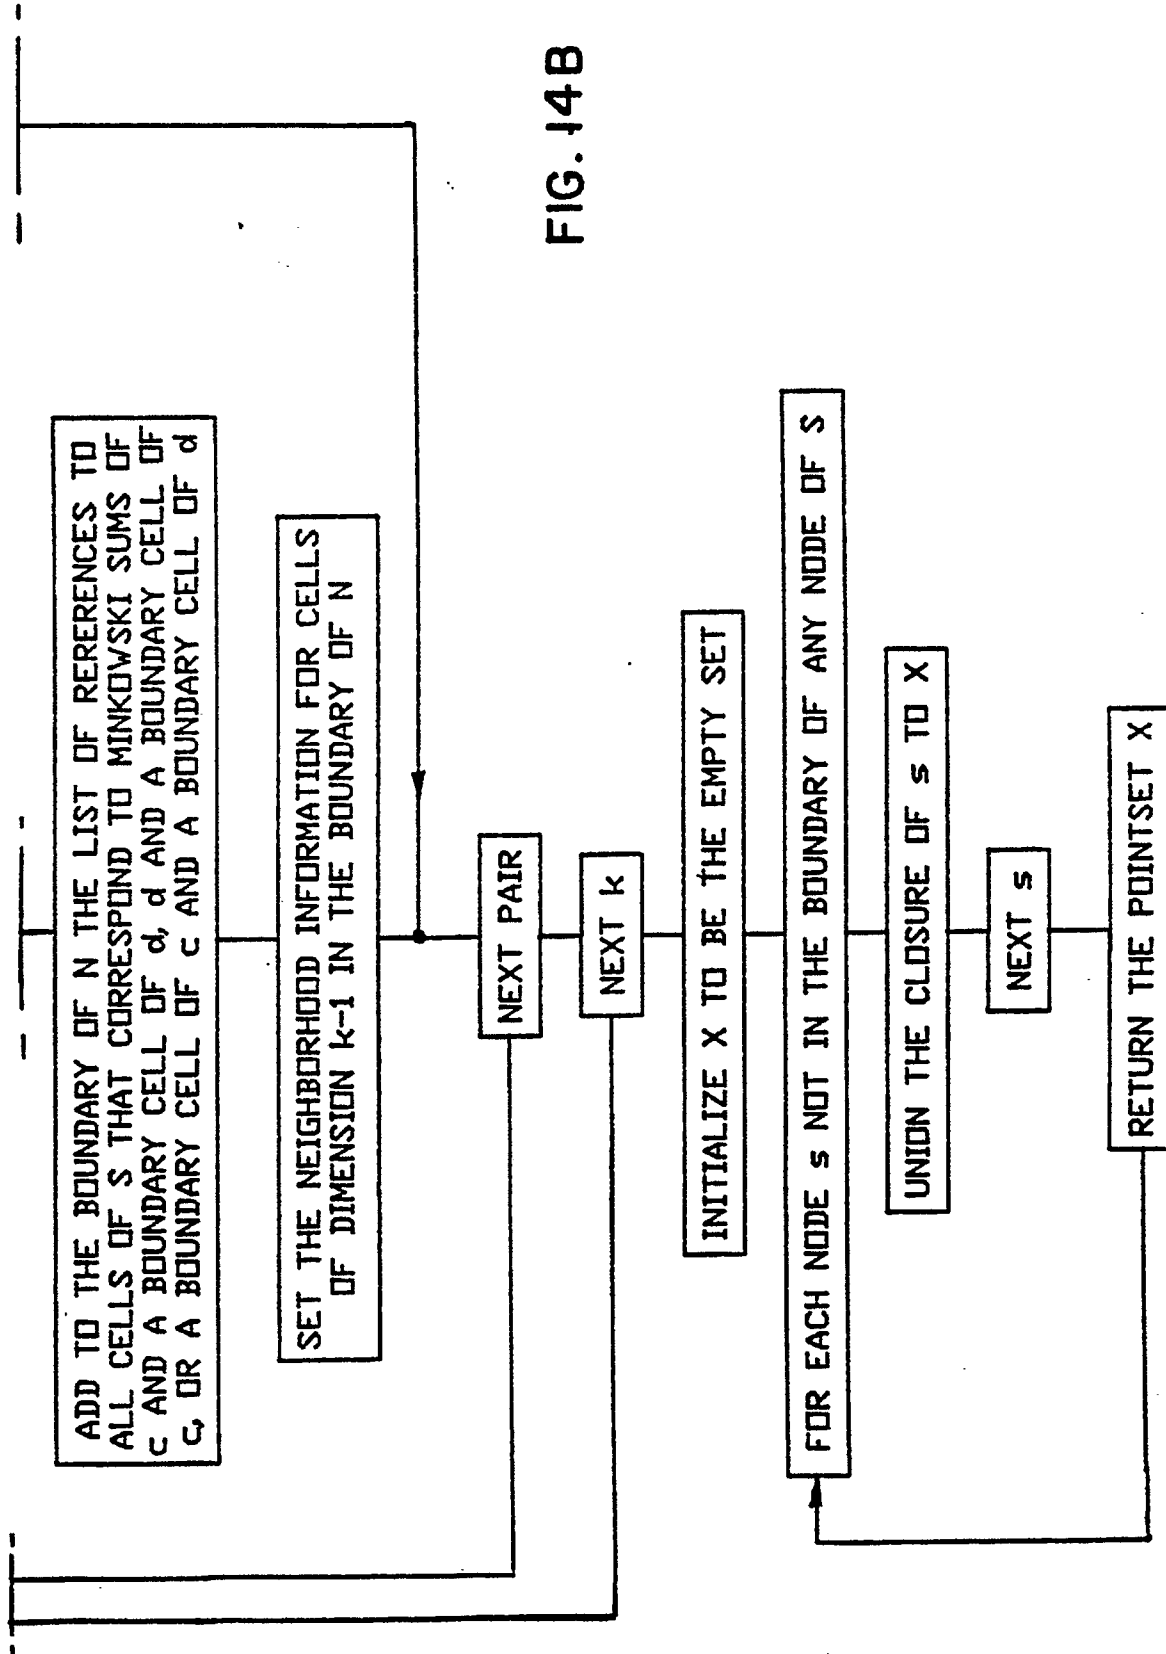 ADD TO THE BOUNDARY OF N THE LIST OF RERERENCES TO
ALL CELLS OF S THAT CORRESPOND TO MINKOWSKI SUMS OF
c AND A BOUNDARY CELL OF d, d AND A BOUNDARY CELL OF
c, OR A BOUNDARY CELL OF c AND A BOUNDARY CELL OF d
SET THE NEIGHBORHOOD INFORMATION FOR CELLS
OF DIMENSION k-1 IN THE BOUNDARY OF N
NEXT PAIR
NEXT k
INITIALIZE X TO BE THE EMPTY SET
FOR EACH NODE s NOT IN THE BOUNDARY OF ANY NODE OF S
UNION THE CLOSURE OF s TO X
NEXT s
RETURN THE POINTSET X
FIG. 14B